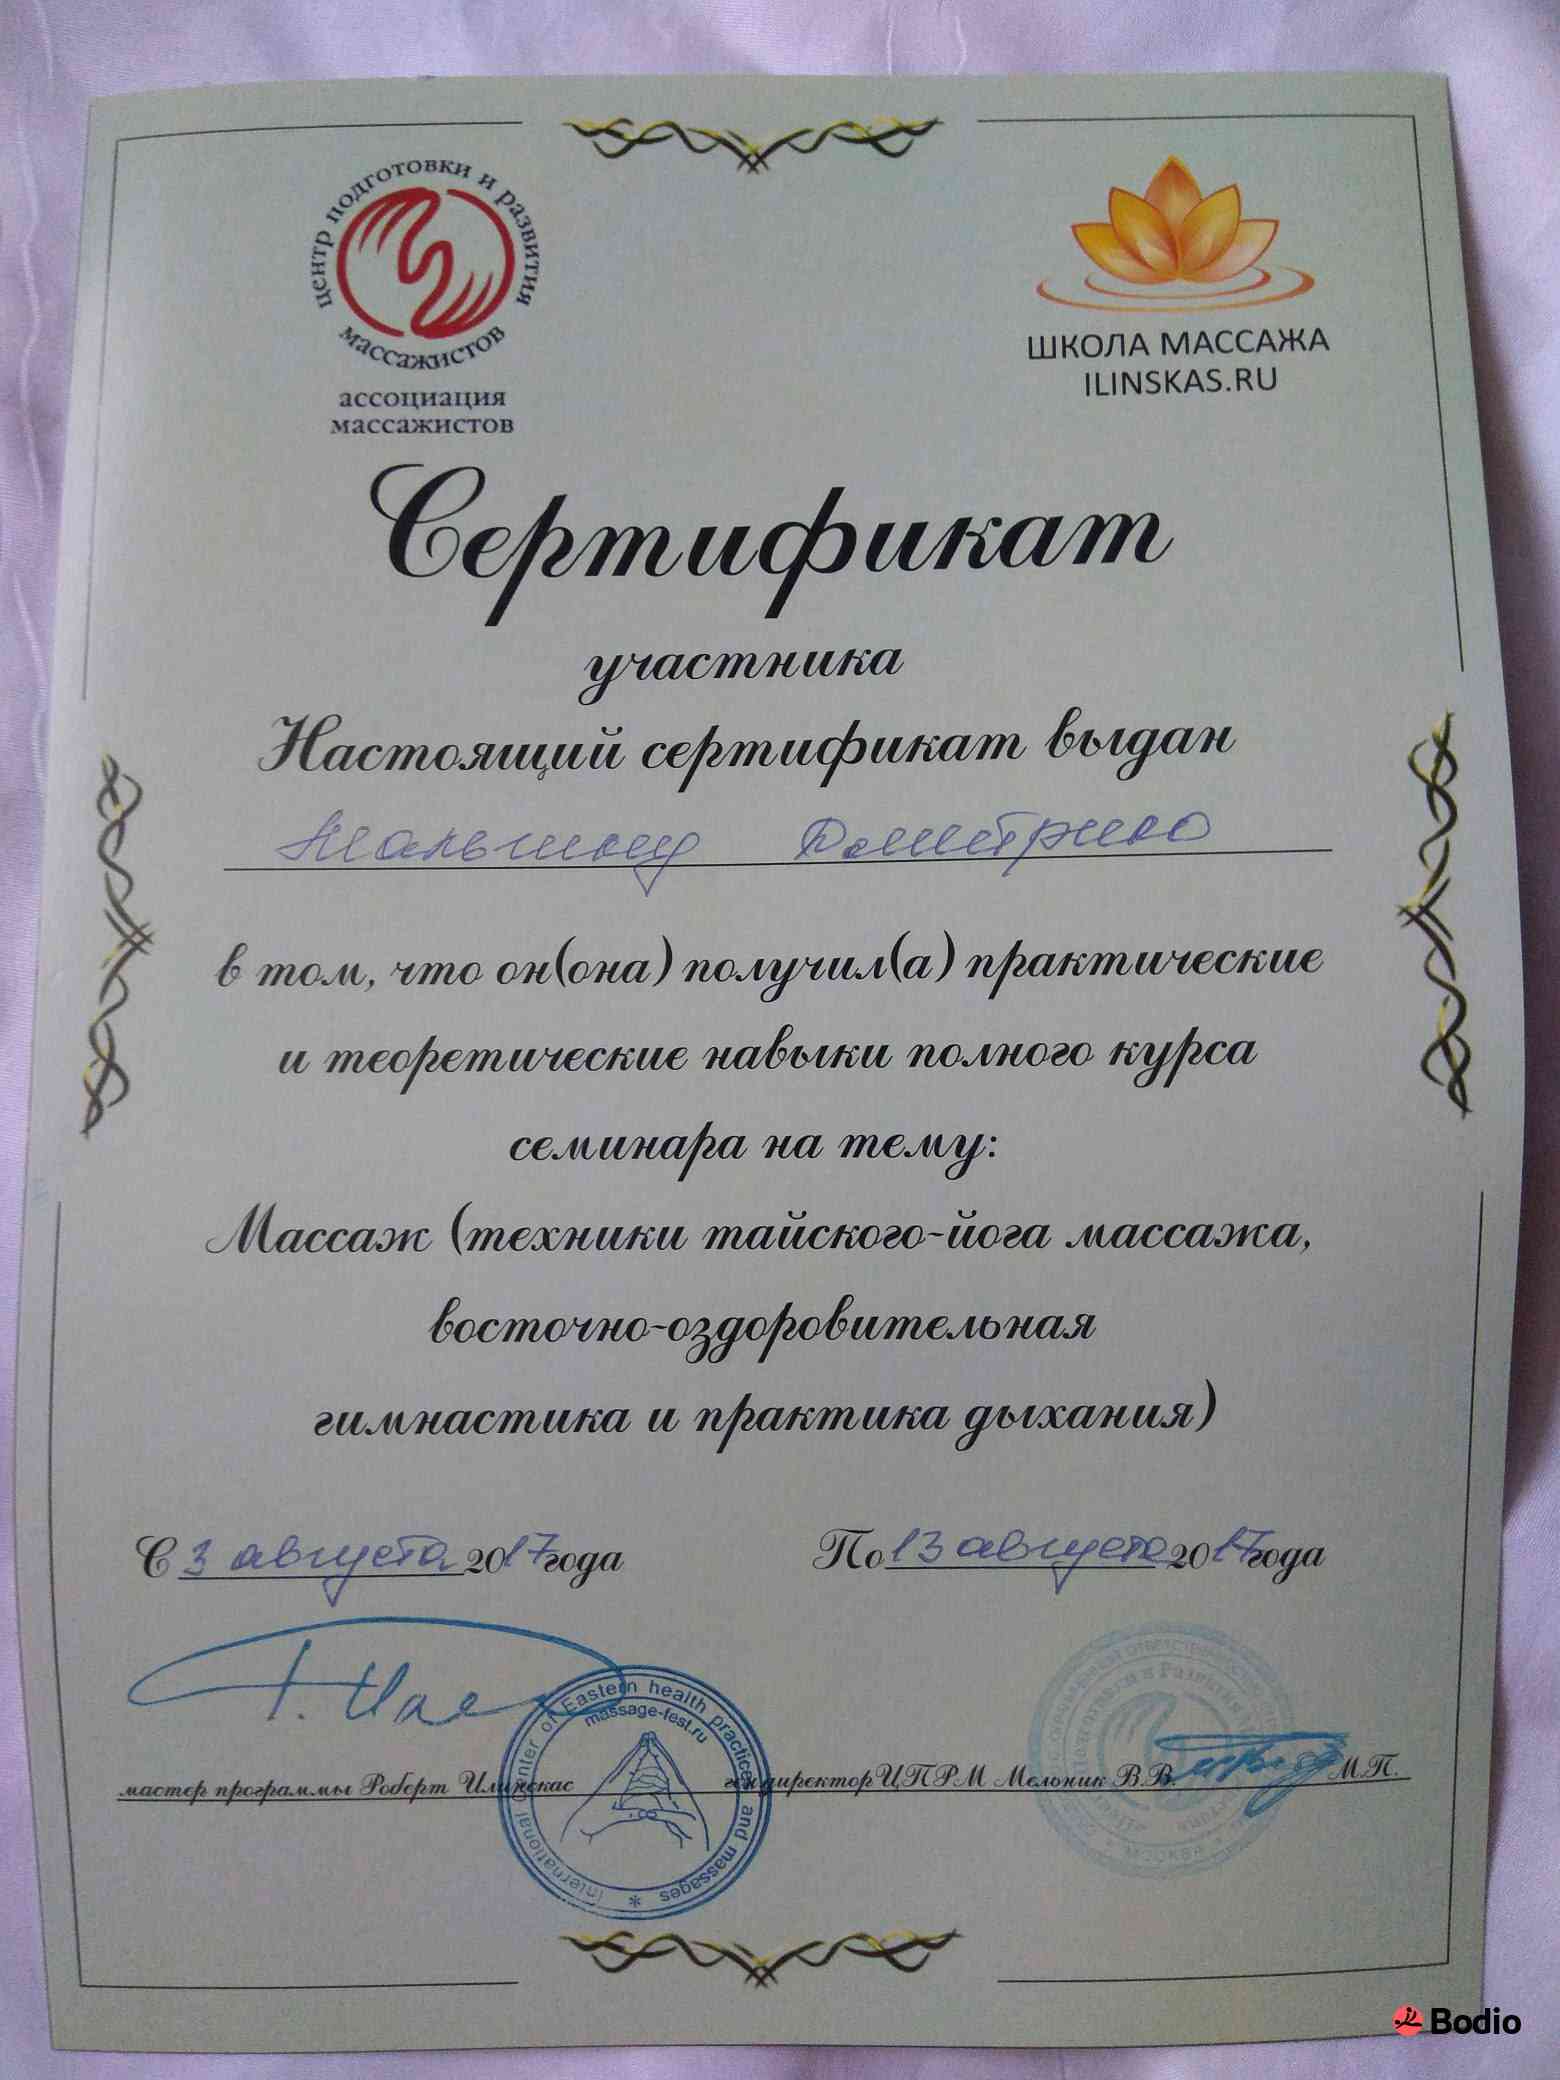 центр подготовки и развития
массажистов
ассоциация
массажистов
ШКОЛА МАССАЖА
ILINSKAS.RU
Сертификат
участника
Настоящий сертификат выдан
Дмитрию
в том, что он(она) получил(а) практические
и теоретические навыки полного курса
семинара на тему:
Массаж (техники тайского-йога массажа,
восточно-оздоровительная
гимнастика и практика дыхания)
С 3 августа 2017 года
По 13 августа 2017 года
International Center of Eastern health practices and massages *
massage-fest.ru
мастер программы Роберт Илинскас
ген.директор ЦПРМ Мельник В.В.
М.П.
МОСКВА
Bodio